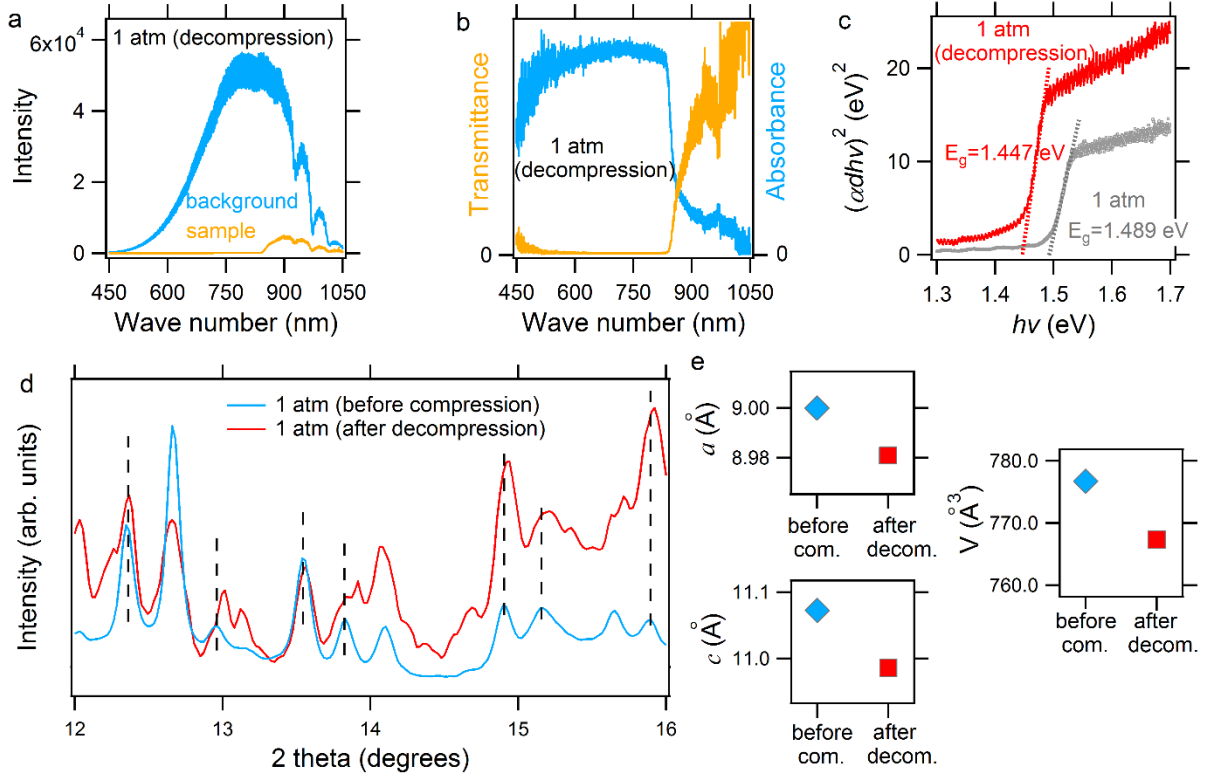 a
1 atm (decompression)
6x10⁴
4
2
0
Intensity
background
sample
450 600 750 900 1050
Wave number (nm)
b
Transmittance
Absorbance
1 atm
(decompression)
0 0
450 600 750 900 1050
Wave number (nm)
c
1 atm
(decompression)
(αdhν)² (eV)²
20
10
0
E_g=1.447 eV
1 atm
E_g=1.489 eV
1.3 1.4 1.5 1.6 1.7
hν (eV)
d
1 atm (before compression)
1 atm (after decompression)
Intensity (arb. units)
12 13 14 15 16
2 theta (degrees)
e
a (Å)
9.00
8.98
before after
com. decom.
c (Å)
11.1
11.0
before after
com. decom.
V (Å³)
780.0
770.0
760.0
before after
com. decom.